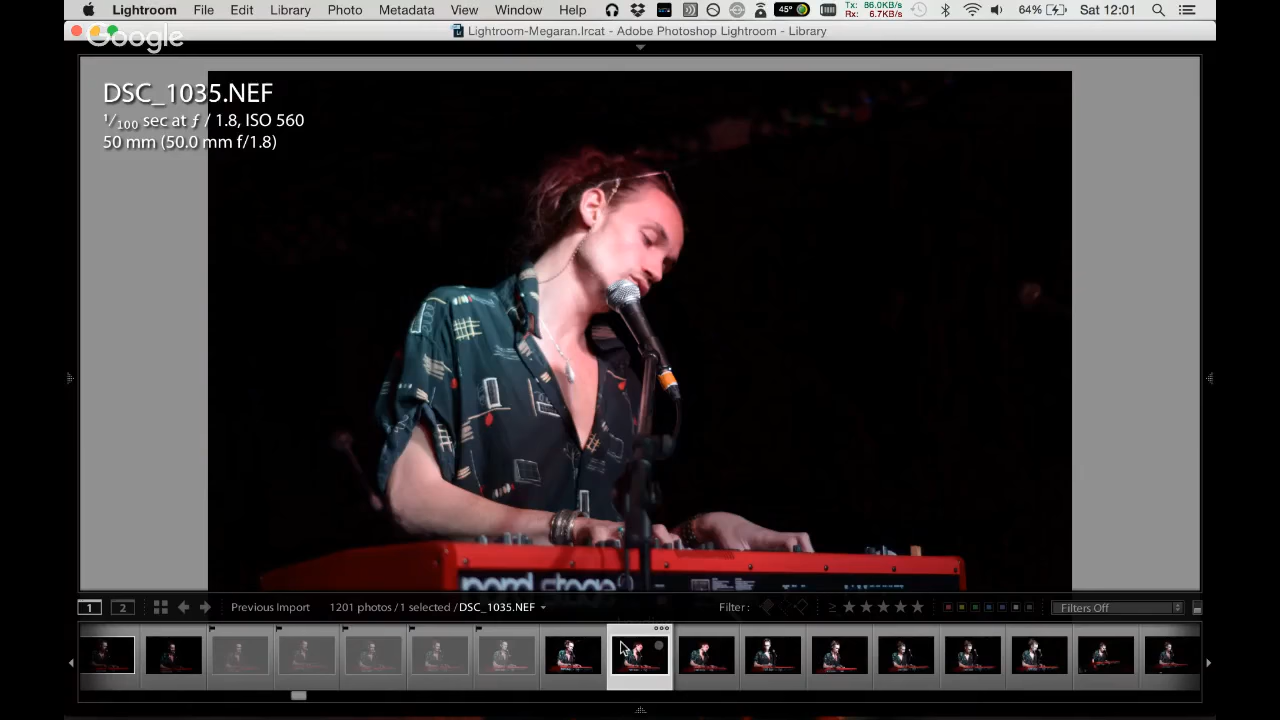 Lightroom File Edit Library Photo Metadata View Window Help 45° Tx: 86.0KB/s Rx: 6.7KB/s 64% Sat 12:01
Google
Lightroom-Megaran.lrcat - Adobe Photoshop Lightroom - Library
DSC_1035.NEF
1/100 sec at ƒ / 1.8, ISO 560
50 mm (50.0 mm f/1.8)
nord stage
1 2 Previous Import 1201 photos / 1 selected / DSC_1035.NEF Filter : ≥ ★★★★★ Filters Off